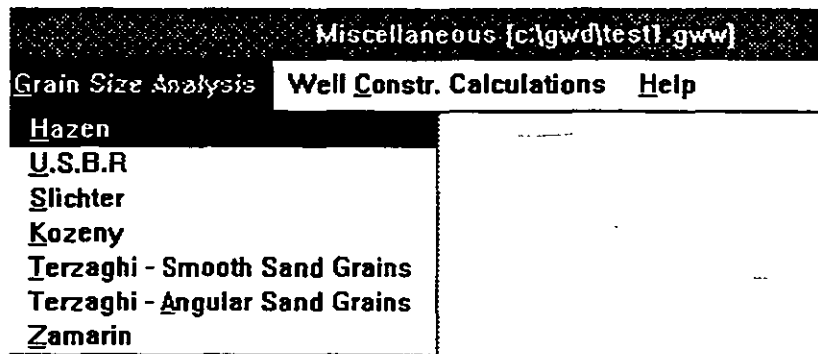 Miscellaneous [c:\gwd\test1.gww]
Grain Size Analysis Well Constr. Calculations Help
Hazen
U.S.B.R
Slichter
Kozeny
Terzaghi - Smooth Sand Grains
Terzaghi - Angular Sand Grains
Zamarin